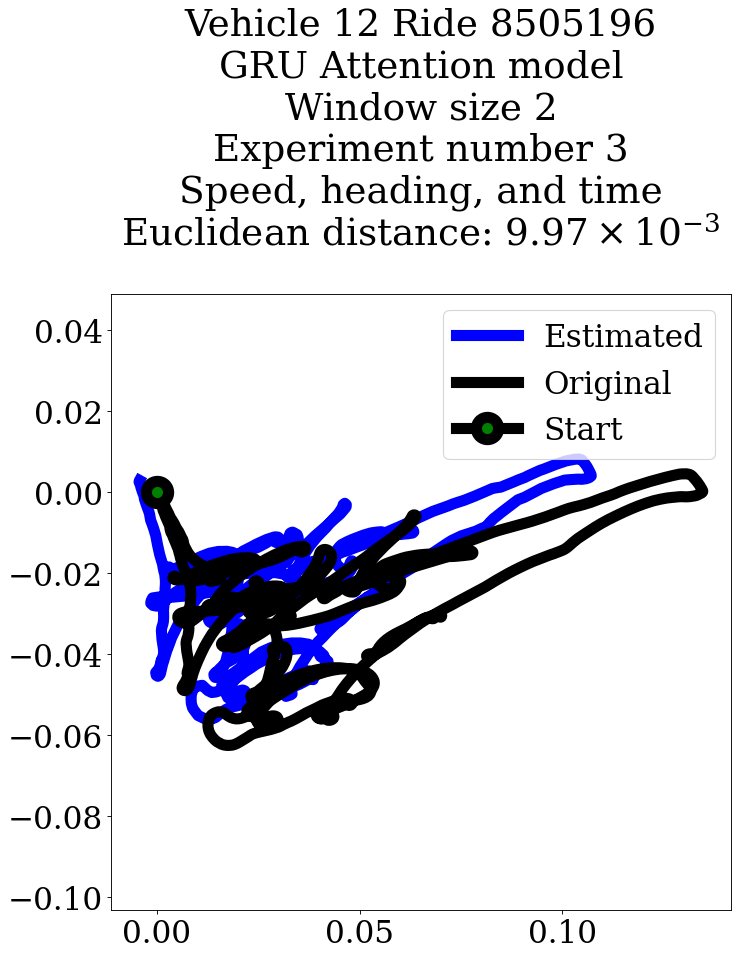 Vehicle 12 Ride 8505196
GRU Attention model
Window size 2
Experiment number 3
Speed, heading, and time
Euclidean distance: 9.97 × 10⁻³
Estimated
Original
Start
0.04
0.02
0.00
−0.02
−0.04
−0.06
−0.08
−0.10
0.00 0.05 0.10